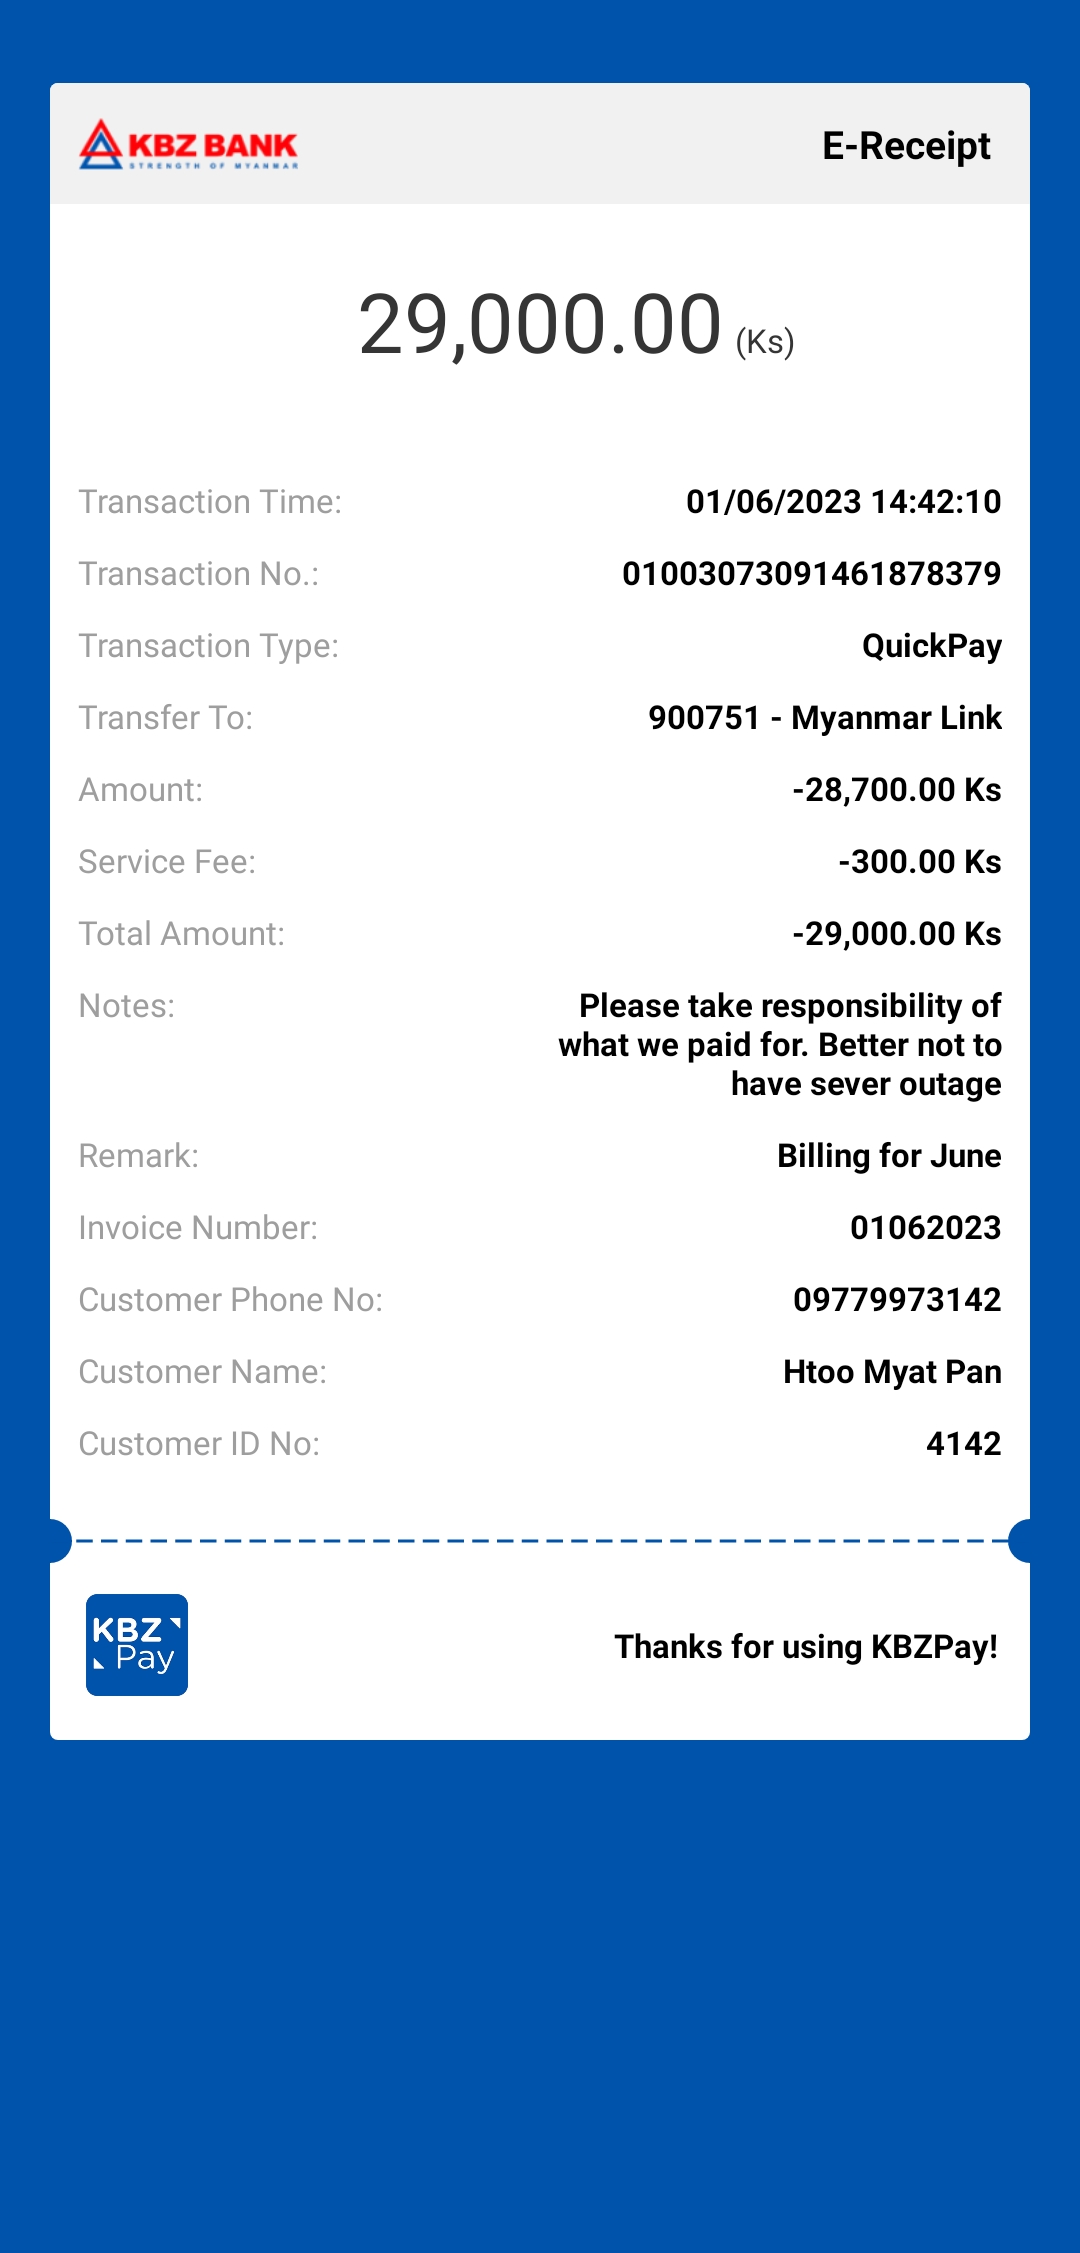 KBZ BANK
STRENGTH OF MYANMAR
E-Receipt
29,000.00 (Ks)
Transaction Time: 01/06/2023 14:42:10
Transaction No.: 01003073091461878379
Transaction Type: QuickPay
Transfer To: 900751 - Myanmar Link
Amount: -28,700.00 Ks
Service Fee: -300.00 Ks
Total Amount: -29,000.00 Ks
Notes: Please take responsibility of
what we paid for. Better not to
have sever outage
Remark: Billing for June
Invoice Number: 01062023
Customer Phone No: 09779973142
Customer Name: Htoo Myat Pan
Customer ID No: 4142
KBZ
Pay
Thanks for using KBZPay!